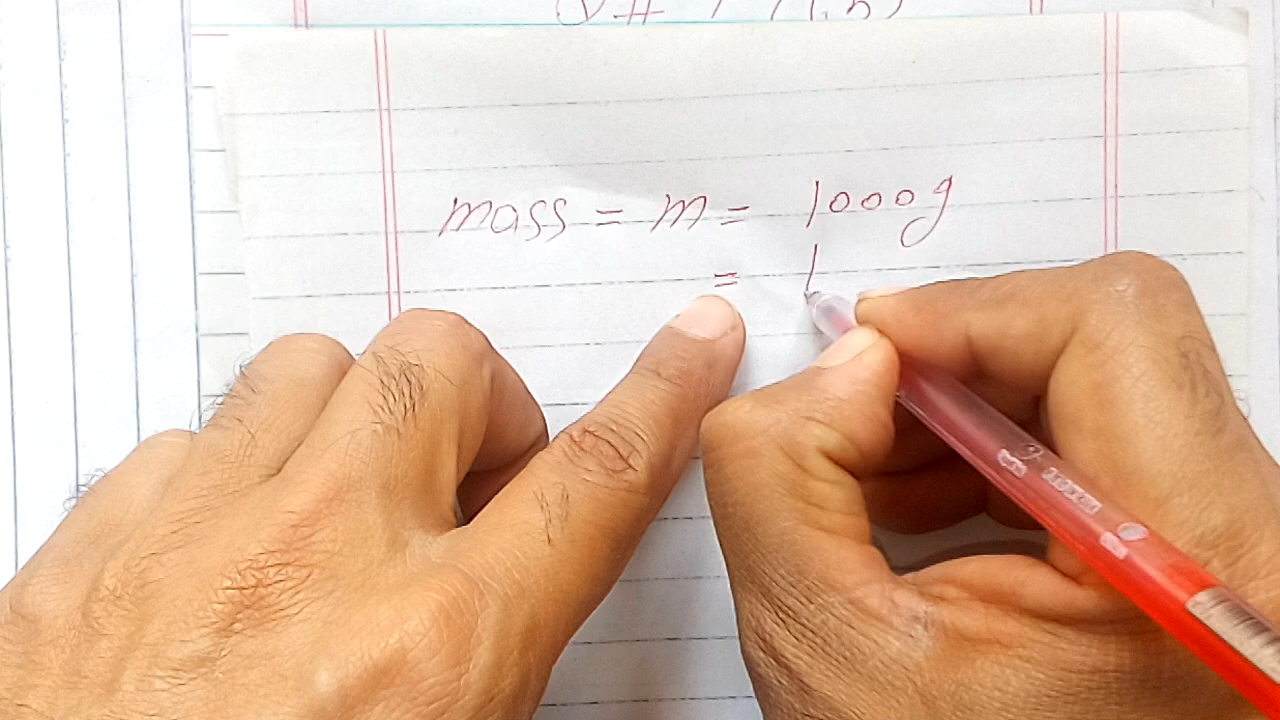 mass = m = 1000g
= 1